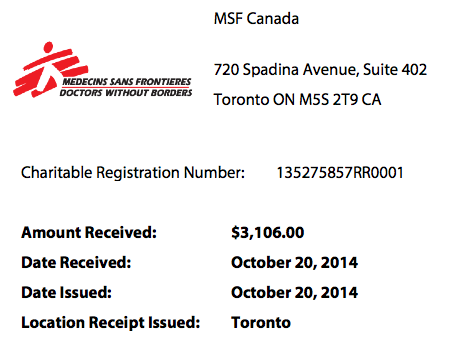 MSF Canada
MEDECINS SANS FRONTIERES
DOCTORS WITHOUT BORDERS
720 Spadina Avenue, Suite 402
Toronto ON M5S 2T9 CA
Charitable Registration Number: 135275857RR0001
Amount Received: $3,106.00
Date Received: October 20, 2014
Date Issued: October 20, 2014
Location Receipt Issued: Toronto